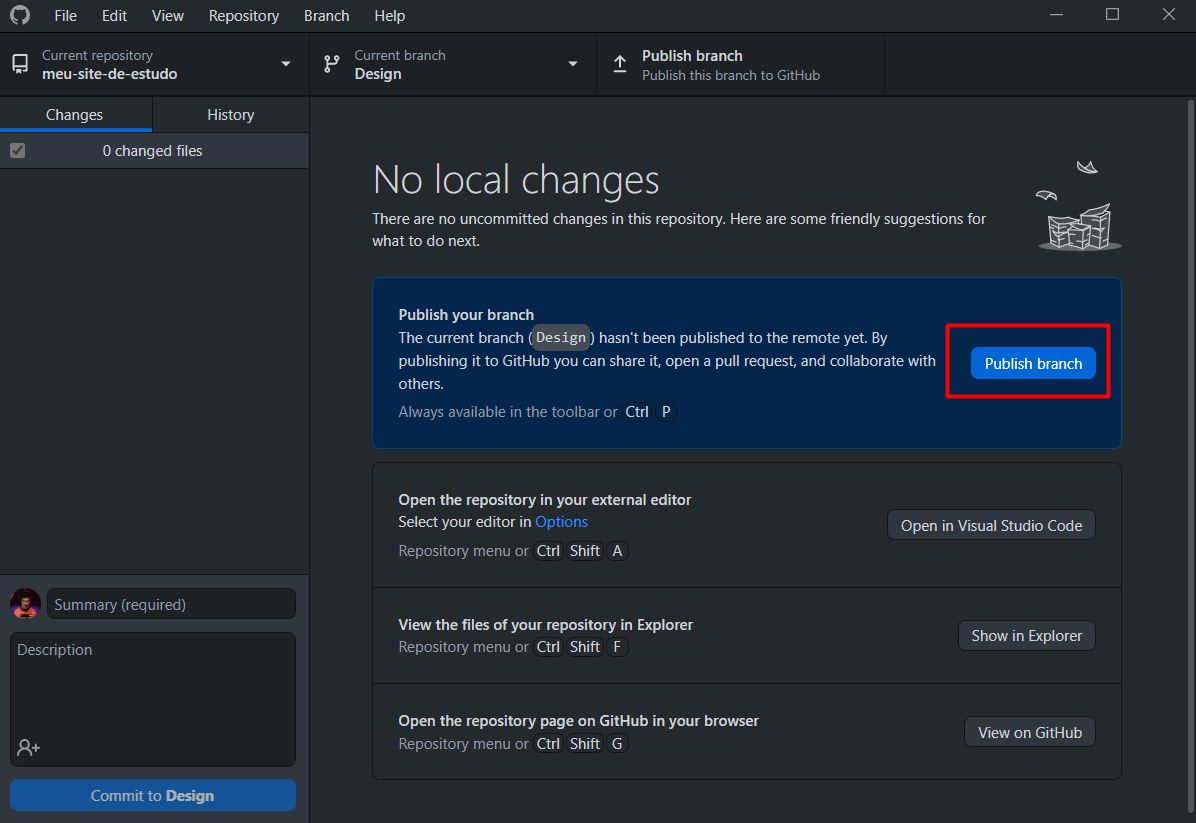 File Edit View Repository Branch Help
Current repository
meu-site-de-estudo
Current branch
Design
Publish branch
Publish this branch to GitHub
Changes
History
0 changed files
No local changes
There are no uncommitted changes in this repository. Here are some friendly suggestions for
what to do next.
Publish your branch
The current branch (Design) hasn't been published to the remote yet. By
publishing it to GitHub you can share it, open a pull request, and collaborate with
others.
Always available in the toolbar or Ctrl P
Publish branch
Open the repository in your external editor
Select your editor in Options
Repository menu or Ctrl Shift A
Open in Visual Studio Code
View the files of your repository in Explorer
Repository menu or Ctrl Shift F
Show in Explorer
Open the repository page on GitHub in your browser
Repository menu or Ctrl Shift G
View on GitHub
Summary (required)
Description
Commit to Design